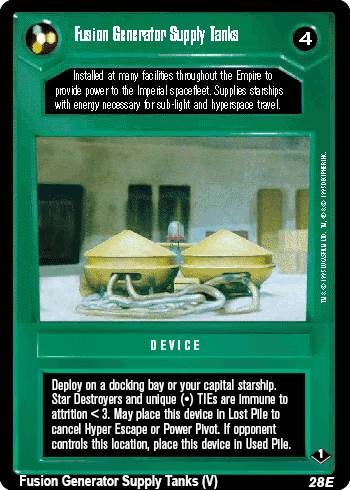 Fusion Generator Supply Tanks
4
Installed at many facilities throughout the Empire to
provide power to the Imperial spacefleet. Supplies starships
with energy necessary for sub-light and hyperspace travel.
DEVICE
Deploy on a docking bay or your capital starship.
Star Destroyers and unique (•) TIEs are immune to
attrition < 3. May place this device in Lost Pile to
cancel Hyper Escape or Power Pivot. If opponent
controls this location, place this device in Used Pile.
1
Fusion Generator Supply Tanks (V)
28E